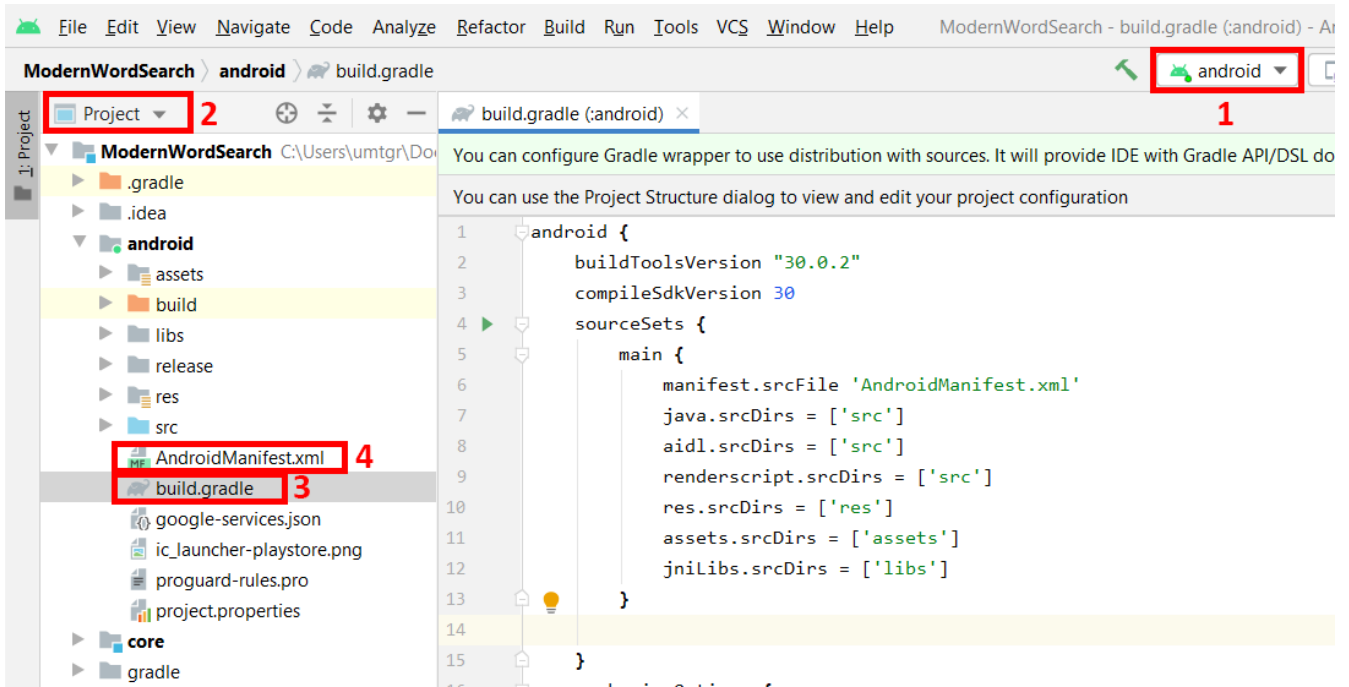 File Edit View Navigate Code Analyze Refactor Build Run Tools VCS Window Help ModernWordSearch - build.gradle (:android) -
ModernWordSearch android build.gradle android
1
1: Project
Project 2
build.gradle (:android)
ModernWordSearch C:\Users\umtgr\
.gradle
.idea
android
assets
build
libs
release
res
src
AndroidManifest.xml 4
build.gradle 3
google-services.json
ic_launcher-playstore.png
proguard-rules.pro
project.properties
core
gradle
You can configure Gradle wrapper to use distribution with sources. It will provide IDE with Gradle API/DSL
You can use the Project Structure dialog to view and edit your project configuration
1 android {
2 buildToolsVersion "30.0.2"
3 compileSdkVersion 30
4 sourceSets {
5 main {
6 manifest.srcFile 'AndroidManifest.xml'
7 java.srcDirs = ['src']
8 aidl.srcDirs = ['src']
9 renderscript.srcDirs = ['src']
10 res.srcDirs = ['res']
11 assets.srcDirs = ['assets']
12 jniLibs.srcDirs = ['libs']
13 }
14
15 }